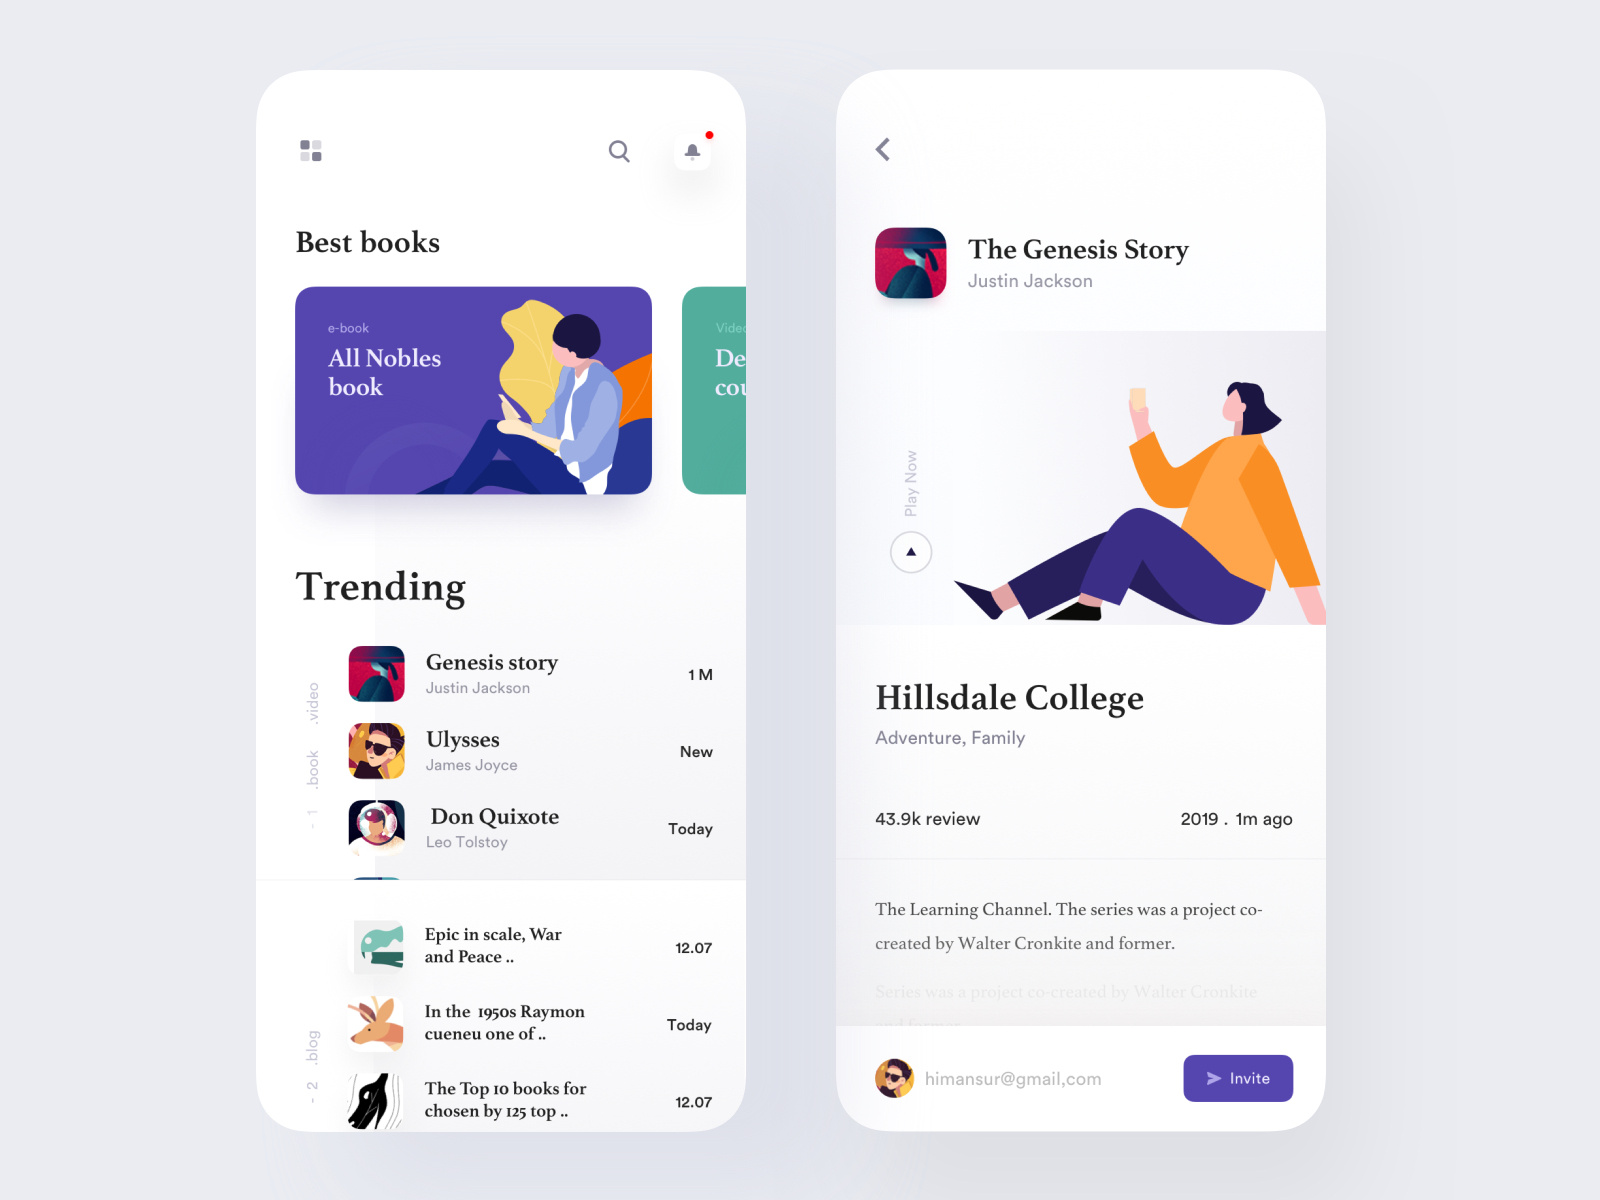 Best books
e-book
All Nobles
book
Video
De
cou
Trending
.video
.book
- 1
Genesis story
Justin Jackson
1 M
Ulysses
James Joyce
New
Don Quixote
Leo Tolstoy
Today
.blog
- 2
Epic in scale, War
and Peace ..
12.07
In the 1950s Raymon
cueneu one of ..
Today
The Top 10 books for
chosen by 125 top ..
12.07
The Genesis Story
Justin Jackson
Play Now
Hillsdale College
Adventure, Family
43.9k review
2019 . 1m ago
The Learning Channel. The series was a project co-
created by Walter Cronkite and former.
Series was a project co-created by Walter Cronkite
and former.
himansur@gmail,com
Invite